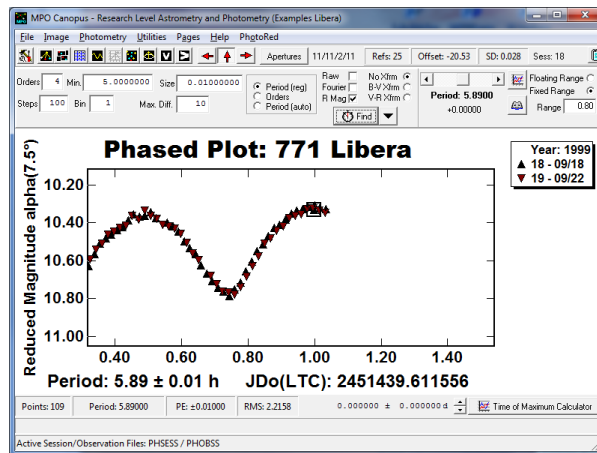 MPO Canopus - Research Level Astrometry and Photometry (Examples Libera)
File Image Photometry Utilities Pages Help PhotoRed
Apertures 11/11/2/11 Refs: 25 Offset: -20.53 SD: 0.028 Sess: 18
Orders 4 Min. 5.0000000 Size 0.01000000
Steps 100 Bin 1 Max. Diff. 10
Period (reg)
Orders
Period (auto)
Raw
Fourier
R Mag
No Xfrm
B-V Xfrm
V-R Xfrm
Find
Period: 5.8900
+0.00000
Floating Range
Fixed Range
Range 0.80
Phased Plot: 771 Libera
Year: 1999
18 - 09/18
19 - 09/22
Reduced Magnitude alpha(7.5°)
10.20
10.40
10.60
10.80
11.00
0.40 0.60 0.80 1.00 1.20 1.40
Period: 5.89 ± 0.01 h JDo(LTC): 2451439.611556
Points: 109 Period: 5.89000 PE: ±0.01000 RMS: 2.2158 0.000000 ± 0.000000 d Time of Maximum Calculator
Active Session/Observation Files: PHSESS / PHOBSS